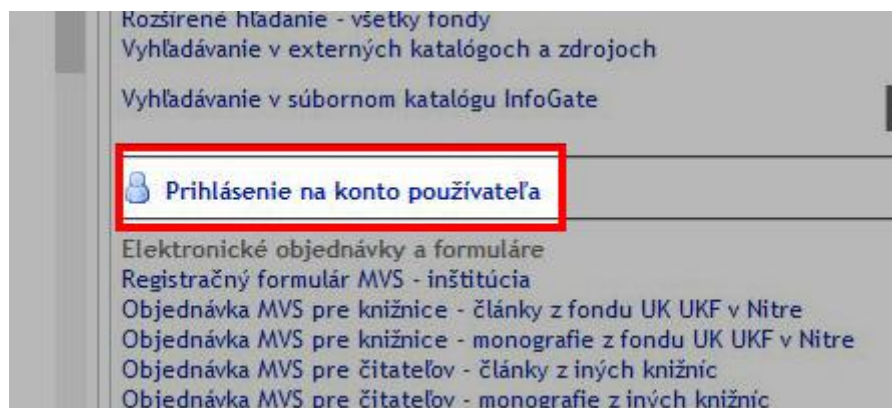 Rozšírené hľadanie - všetky fondy
Vyhľadávanie v externých katalógoch a zdrojoch
Vyhľadávanie v súbornom katalógu InfoGate
Prihlásenie na konto používateľa
Elektronické objednávky a formuláre
Registračný formulár MVS - inštitúcia
Objednávka MVS pre knižnice - články z fondu UK UKF v Nitre
Objednávka MVS pre knižnice - monografie z fondu UK UKF v Nitre
Objednávka MVS pre čitateľov - články z iných knižníc
Objednávka MVS pre čitateľov - monografie z iných knižníc